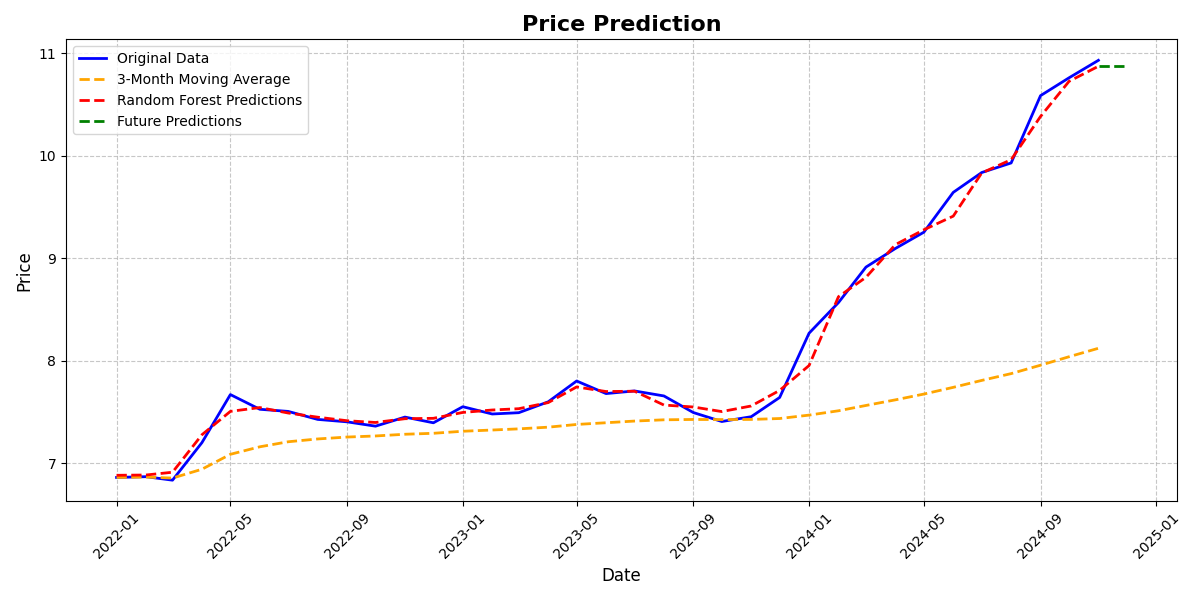 Price Prediction
Original Data
3-Month Moving Average
Random Forest Predictions
Future Predictions
Price
11
10
9
8
7
2022-01
2022-05
2022-09
2023-01
2023-05
2023-09
2024-01
2024-05
2024-09
2025-01
Date